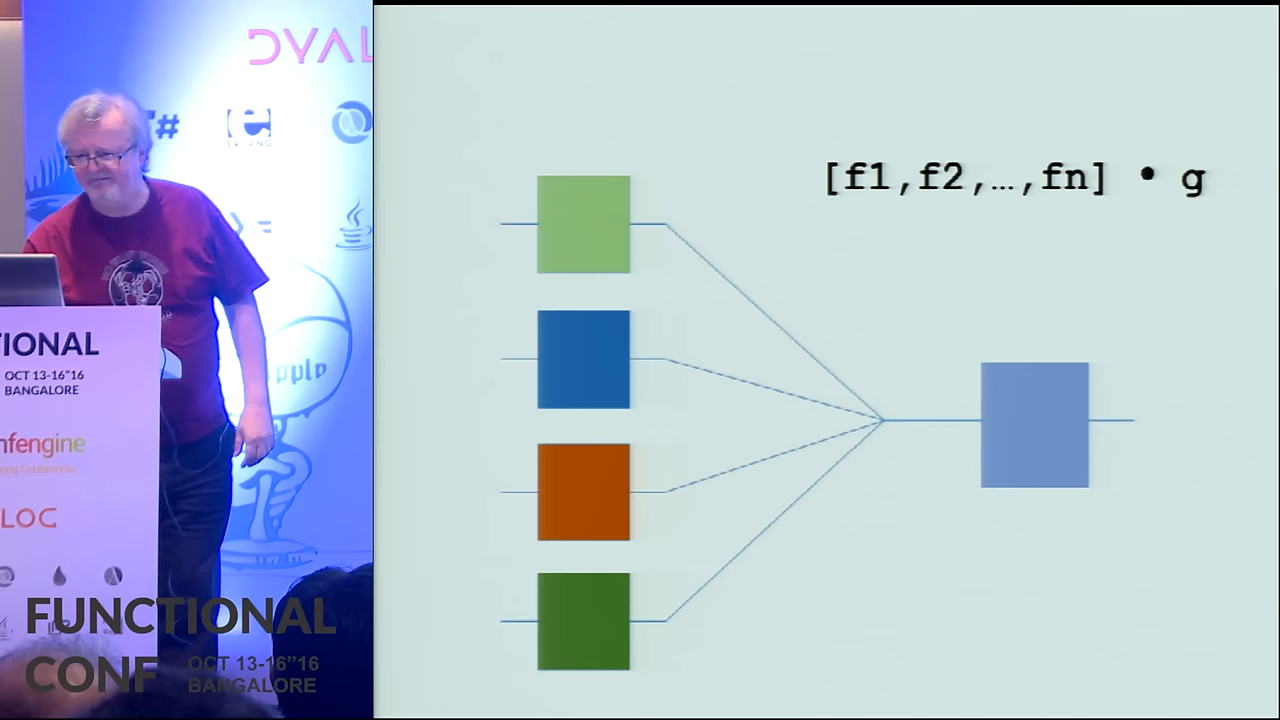 DYAL
F#
e
[f1,f2,…,fn] • g
TIONAL
OCT 13-16"16
BANGALORE
nfengine
LOC
FUNCTIONAL
CONF
OCT 13-16"16
BANGALORE